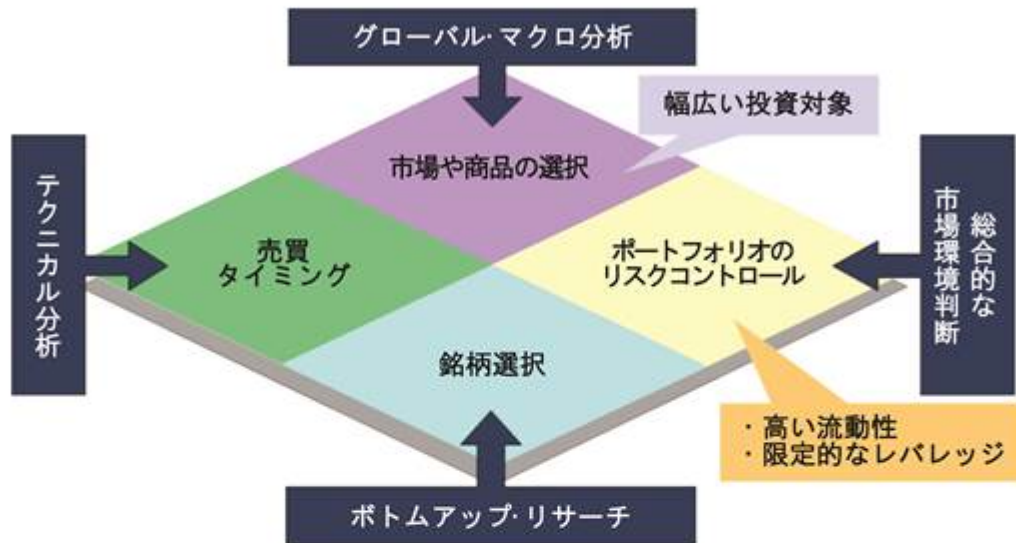 グローバル・マクロ分析
幅広い投資対象
市場や商品の選択
テクニカル分析
売買
タイミング
ポートフォリオの
リスクコントロール
総合的な
市場環境判断
銘柄選択
・高い流動性
・限定的なレバレッジ
ボトムアップ・リサーチ